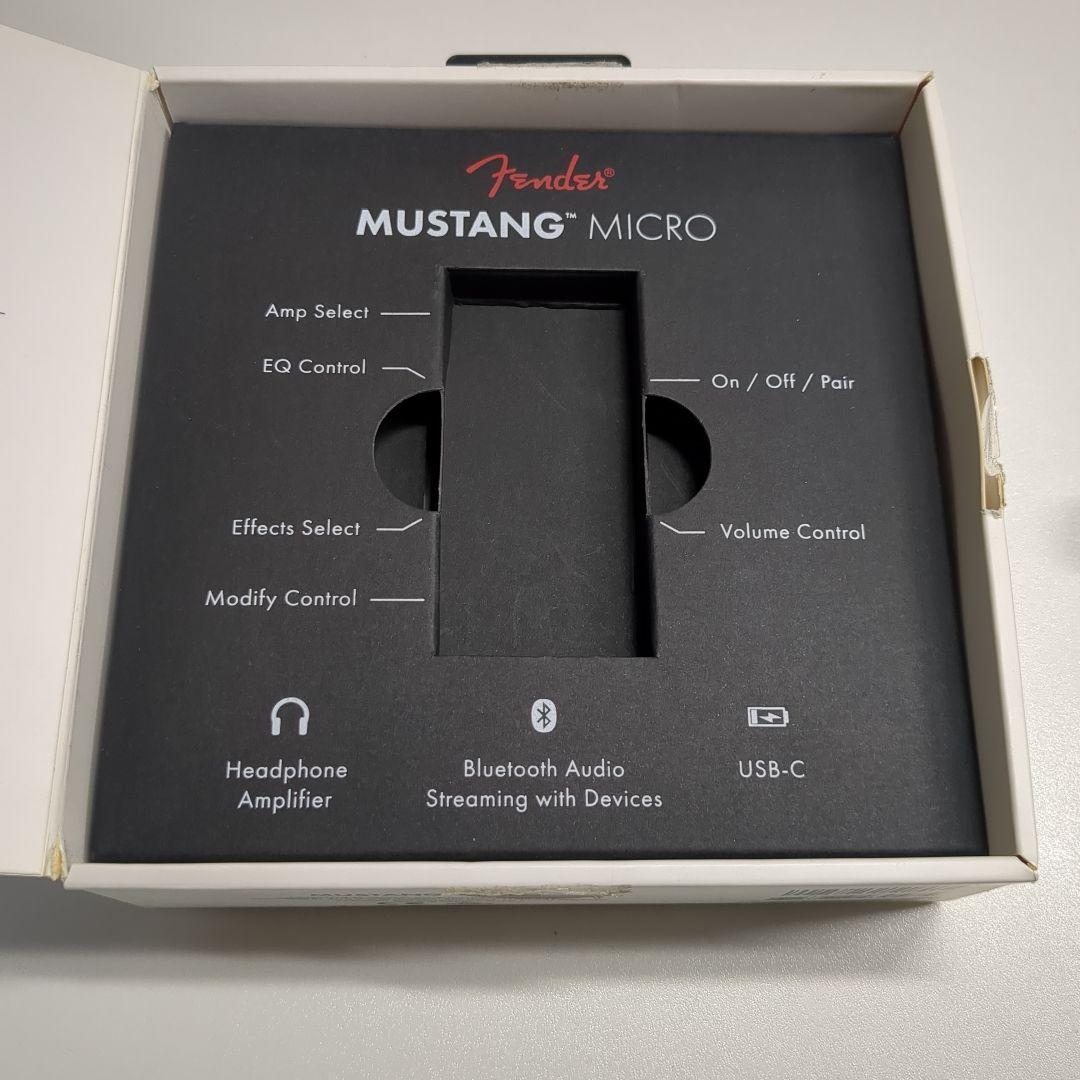 Fender®
MUSTANG™ MICRO
Amp Select
EQ Control
On / Off / Pair
Effects Select
Volume Control
Modify Control
Headphone
Amplifier
Bluetooth Audio
Streaming with Devices
USB-C
MUSTANG